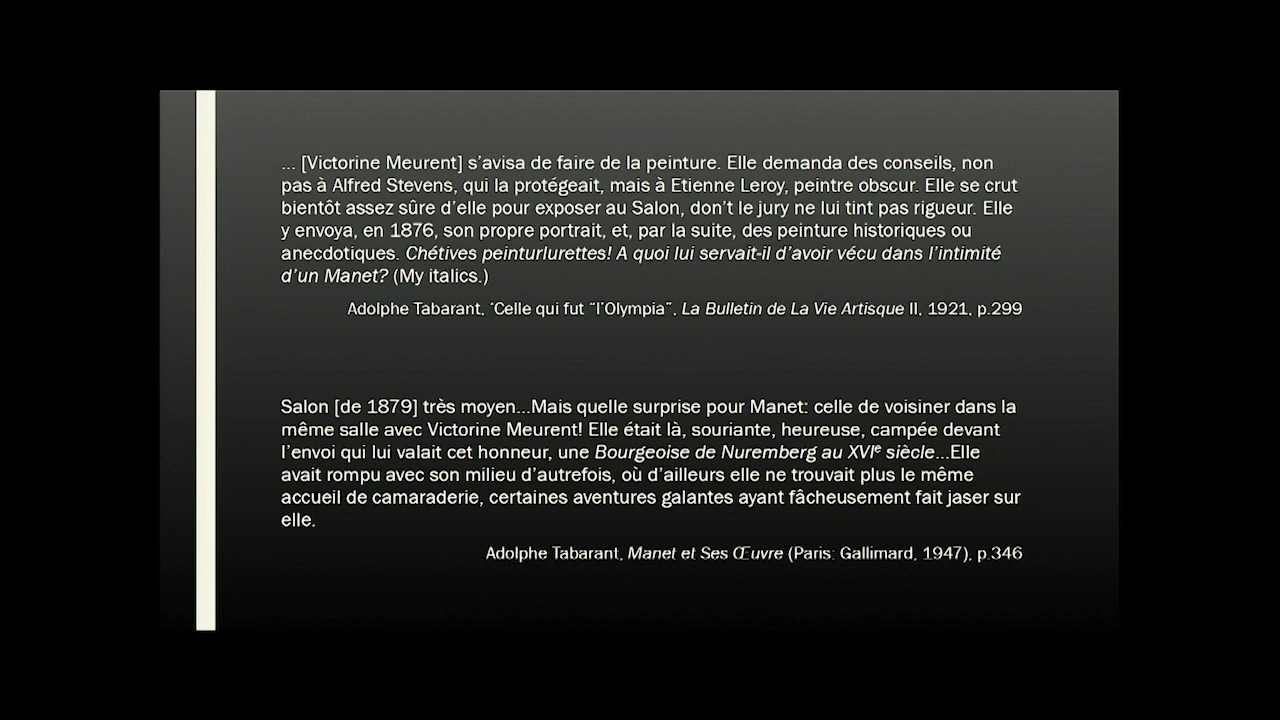 ... [Victorine Meurent] s'avisa de faire de la peinture. Elle demanda des conseils, non
pas à Alfred Stevens, qui la protégeait, mais à Etienne Leroy, peintre obscur. Elle se crut
bientôt assez sûre d'elle pour exposer au Salon, don't le jury ne lui tint pas rigueur. Elle
y envoya, en 1876, son propre portrait, et, par la suite, des peinture historiques ou
anecdotiques. Chétives peinturlurettes! A quoi lui servait-il d'avoir vécu dans l'intimité
d'un Manet? (My italics.)
Adolphe Tabarant, 'Celle qui fut "l'Olympia", La Bulletin de La Vie Artisque II, 1921, p.299
Salon [de 1879] très moyen...Mais quelle surprise pour Manet: celle de voisiner dans la
même salle avec Victorine Meurent! Elle était là, souriante, heureuse, campée devant
l'envoi qui lui valait cet honneur, une Bourgeoise de Nuremberg au XVIe siècle...Elle
avait rompu avec son milieu d'autrefois, où d'ailleurs elle ne trouvait plus le même
accueil de camaraderie, certaines aventures galantes ayant fâcheusement fait jaser sur
elle.
Adolphe Tabarant, Manet et Ses Œuvre (Paris: Gallimard, 1947), p.346